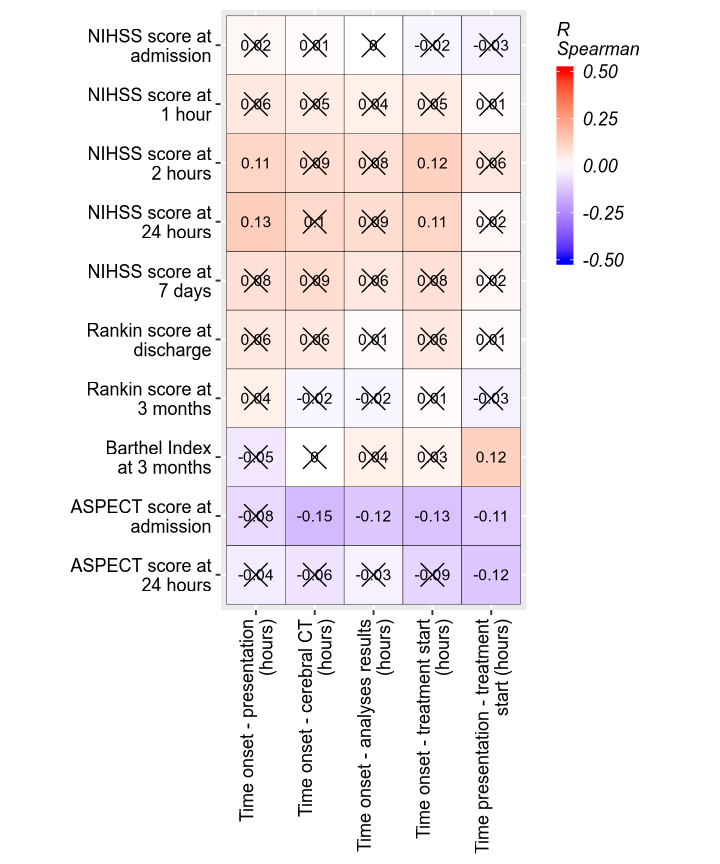 R
Spearman
0.50
0.25
0.00
-0.25
-0.50
NIHSS score at
admission
0.02 0.01 0 -0.02 -0.03
NIHSS score at
1 hour
0.06 0.05 0.04 0.05 0.01
NIHSS score at
2 hours
0.11 0.09 0.08 0.12 0.06
NIHSS score at
24 hours
0.13 0.1 0.09 0.11 0.02
NIHSS score at
7 days
0.08 0.09 0.06 0.08 0.02
Rankin score at
discharge
0.06 0.06 0.01 0.06 0.01
Rankin score at
3 months
0.04 -0.02 -0.02 0.01 -0.03
Barthel Index
at 3 months
-0.05 0 0.04 0.03 0.12
ASPECT score at
admission
-0.08 -0.15 -0.12 -0.13 -0.11
ASPECT score at
24 hours
-0.04 -0.06 -0.03 -0.09 -0.12
Time onset - presentation
(hours)
Time onset - cerebral CT
(hours)
Time onset - analyses results
(hours)
Time onset - treatment start
(hours)
Time presentation - treatment
start (hours)